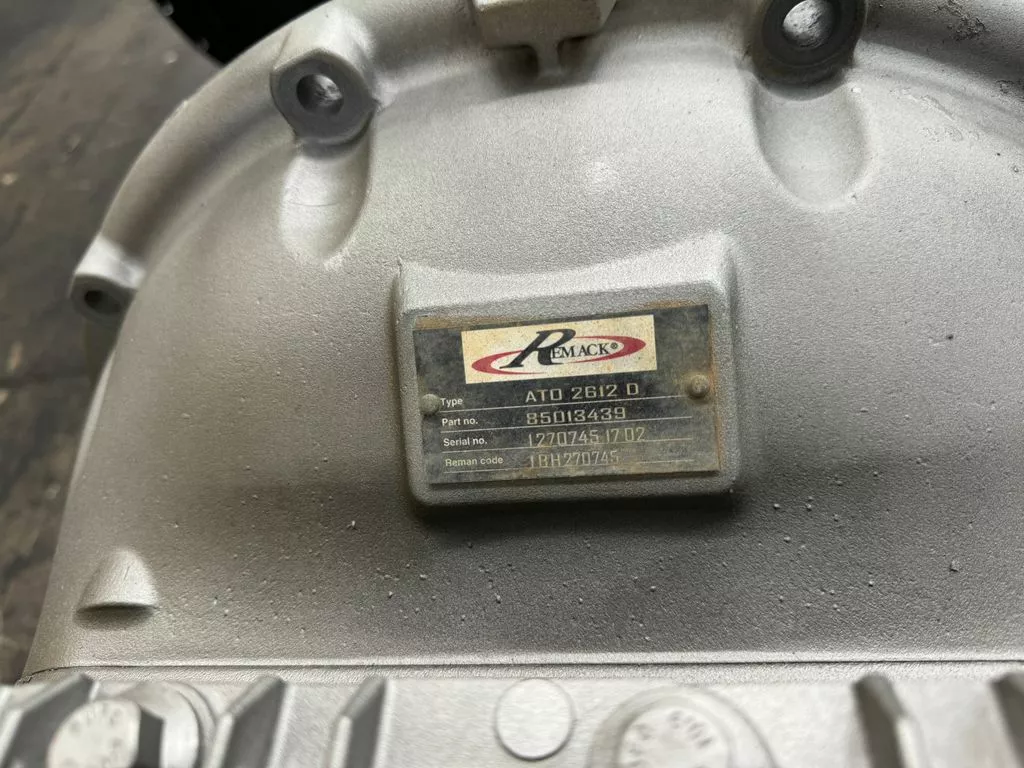 REMACK®
Type ATO 2612 D
Part no. 85013439
Serial no. 1270745 1702
Reman code 1BH270745